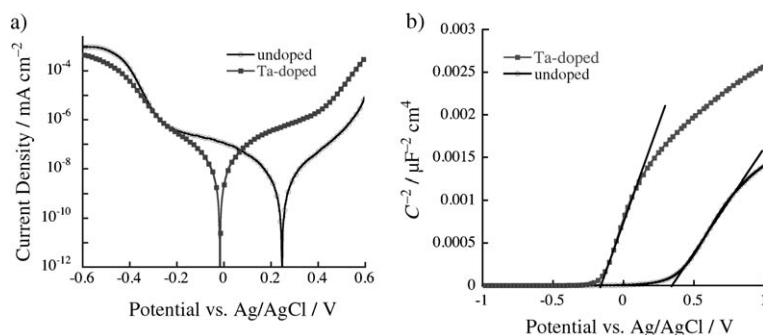 a)
undoped
Ta-doped
Current Density / mA cm⁻²
10⁻⁴
10⁻⁶
10⁻⁸
10⁻¹⁰
10⁻¹²
-0.6 -0.4 -0.2 0 0.2 0.4 0.6
Potential vs. Ag/AgCl / V
b)
Ta-doped
undoped
C⁻² / µF⁻² cm⁴
0.003
0.0025
0.002
0.0015
0.001
0.0005
0
-1 -0.5 0 0.5 1
Potential vs. Ag/AgCl / V